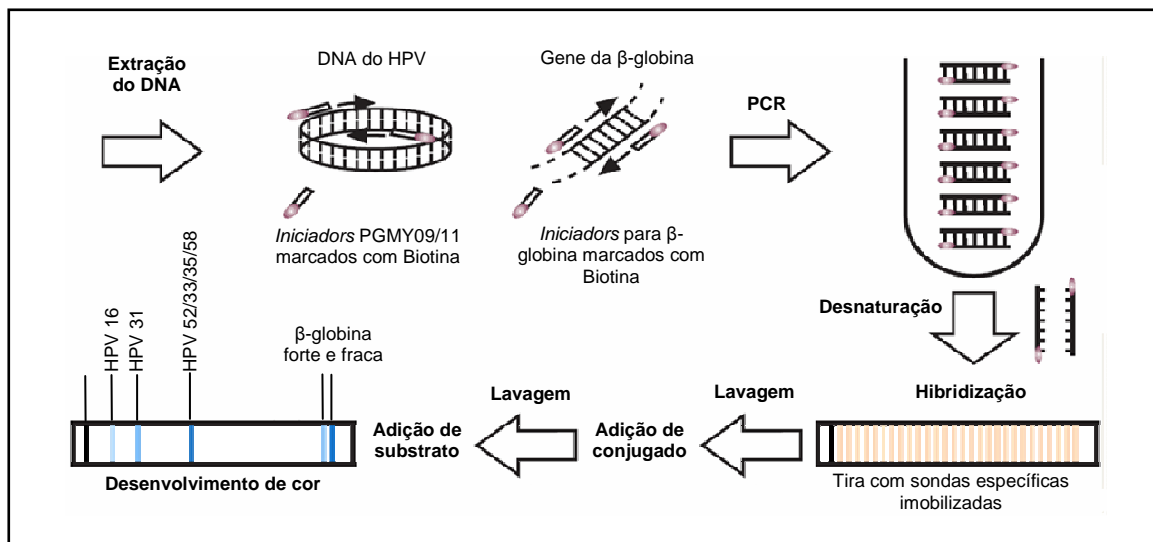 Extração
do DNA
DNA do HPV
Iniciadors PGMY09/11
marcados com Biotina
Gene da β-globina
Iniciadors para β-
globina marcados com
Biotina
PCR
Desnaturação
Hibridização
Tira com sondas específicas
imobilizadas
Lavagem
Adição de
conjugado
Lavagem
Adição de
substrato
HPV 16
HPV 31
HPV 52/33/35/58
β-globina
forte e fraca
Desenvolvimento de cor